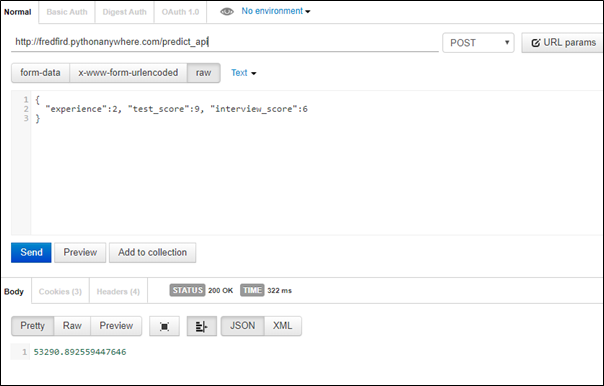 Normal Basic Auth Digest Auth OAuth 1.0 No environment
http://fredfird.pythonanywhere.com/predict_api POST URL params
form-data x-www-form-urlencoded raw Text
1 {
2 "experience":2, "test_score":9, "interview_score":6
3 }
Send Preview Add to collection
Body Cookies (3) Headers (4) STATUS 200 OK TIME 322 ms
Pretty Raw Preview JSON XML
1 53290.892559447646